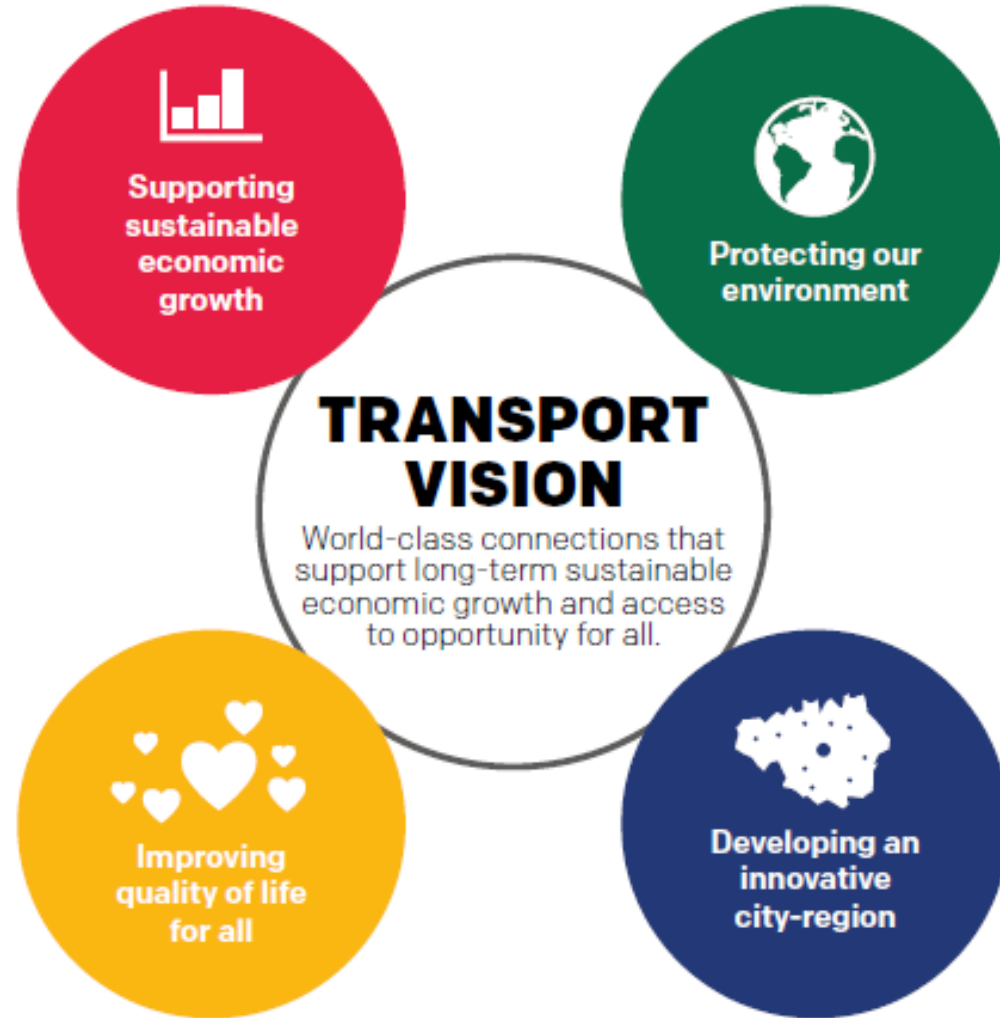 Supporting
sustainable
economic
growth
Protecting our
environment
TRANSPORT
VISION
World-class connections that
support long-term sustainable
economic growth and access
to opportunity for all.
Improving
quality of life
for all
Developing an
innovative
city-region